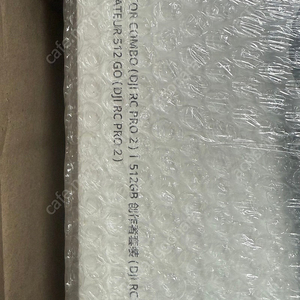 OR COMBO (DJI RC PRO 2) | 512GB 创作者套装 (DJI RC
ATEUR 512 GO (DJI RC PRO 2)